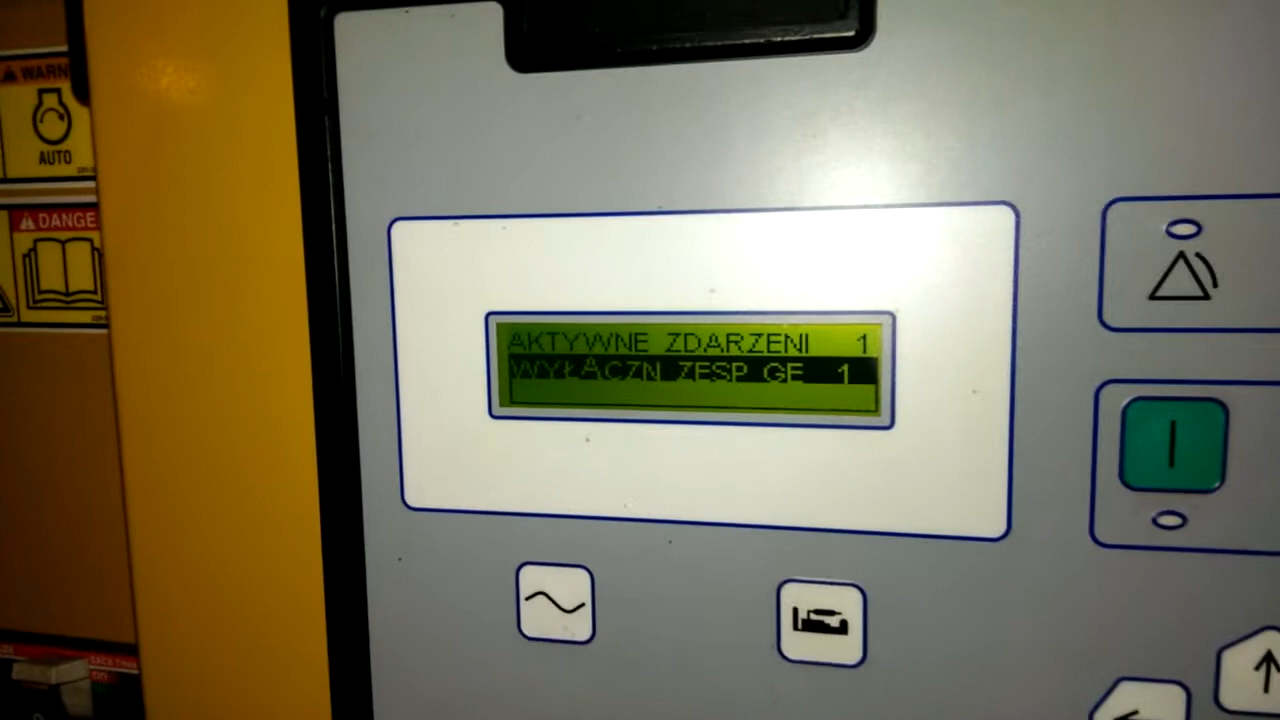 WARN
AUTO
DANGE
AKTYWNE ZDARZENI 1
WYŁĄCZN ZESP GE 1